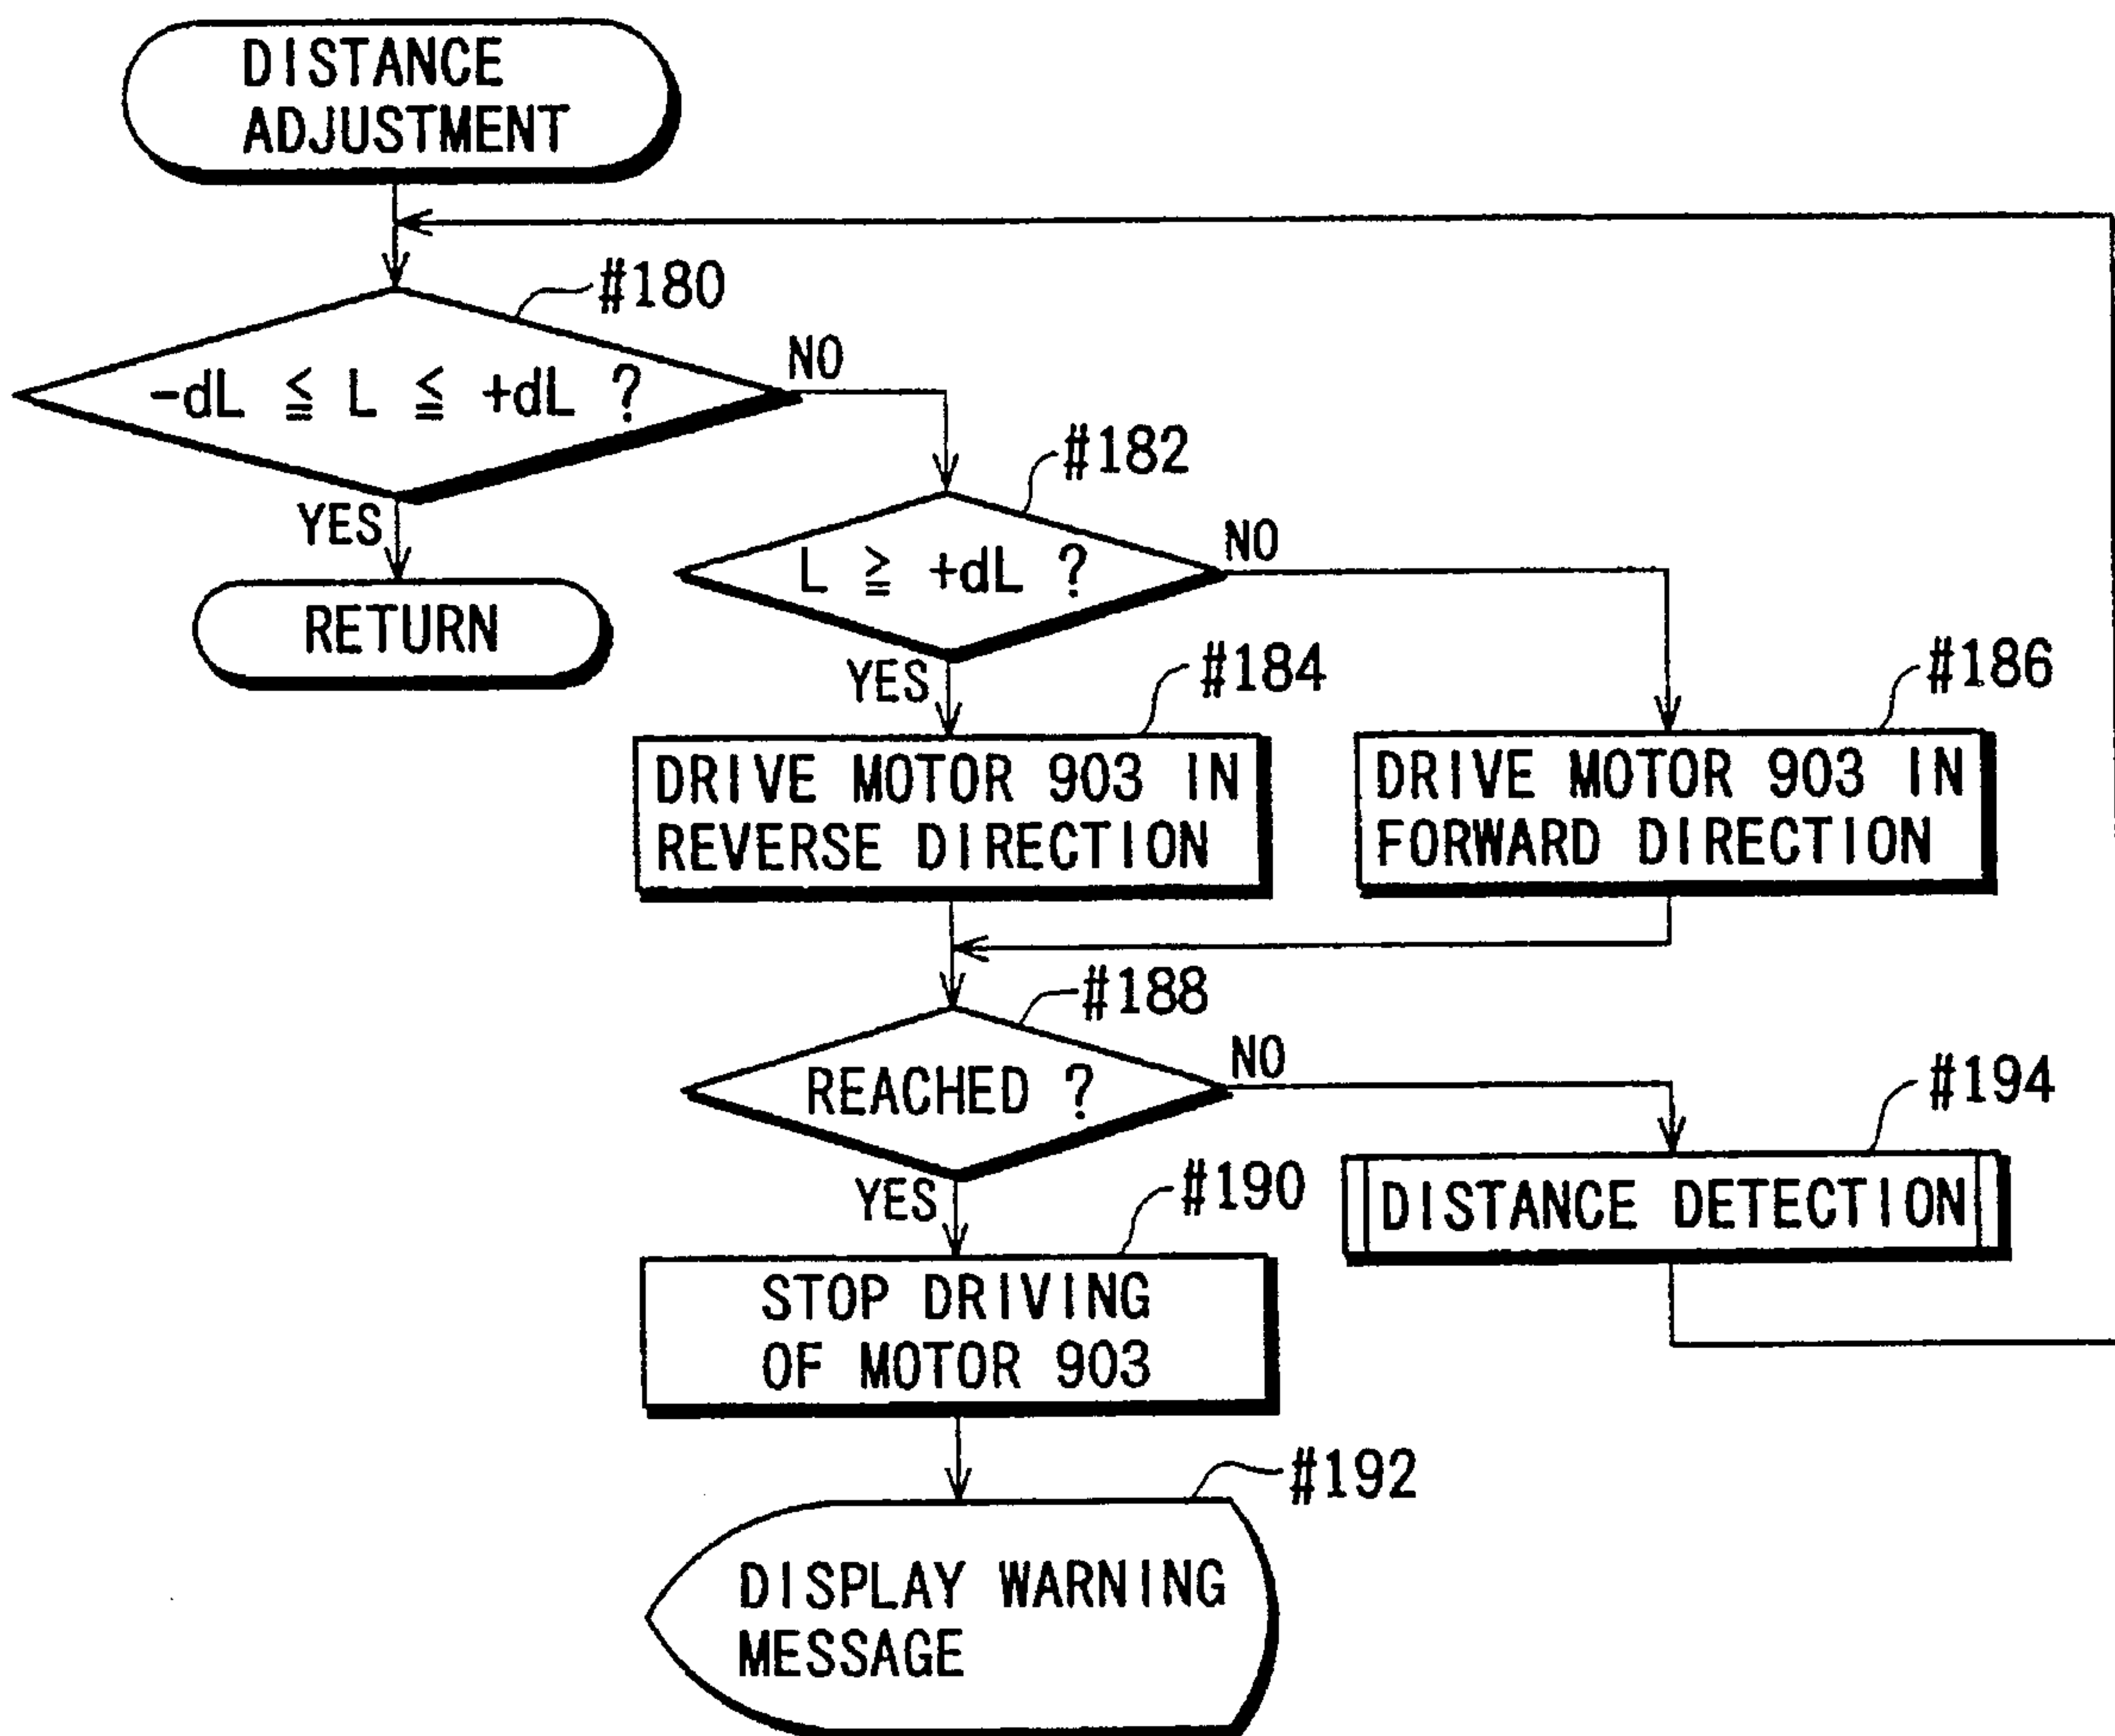 DISTANCE
ADJUSTMENT
#180
-dL ≦ L ≦ +dL ?
NO
YES
RETURN
#182
L ≧ +dL ?
NO
YES
#184
DRIVE MOTOR 903 IN
REVERSE DIRECTION
#186
DRIVE MOTOR 903 IN
FORWARD DIRECTION
#188
REACHED ?
NO
YES
#194
DISTANCE DETECTION
#190
STOP DRIVING
OF MOTOR 903
#192
DISPLAY WARNING
MESSAGE